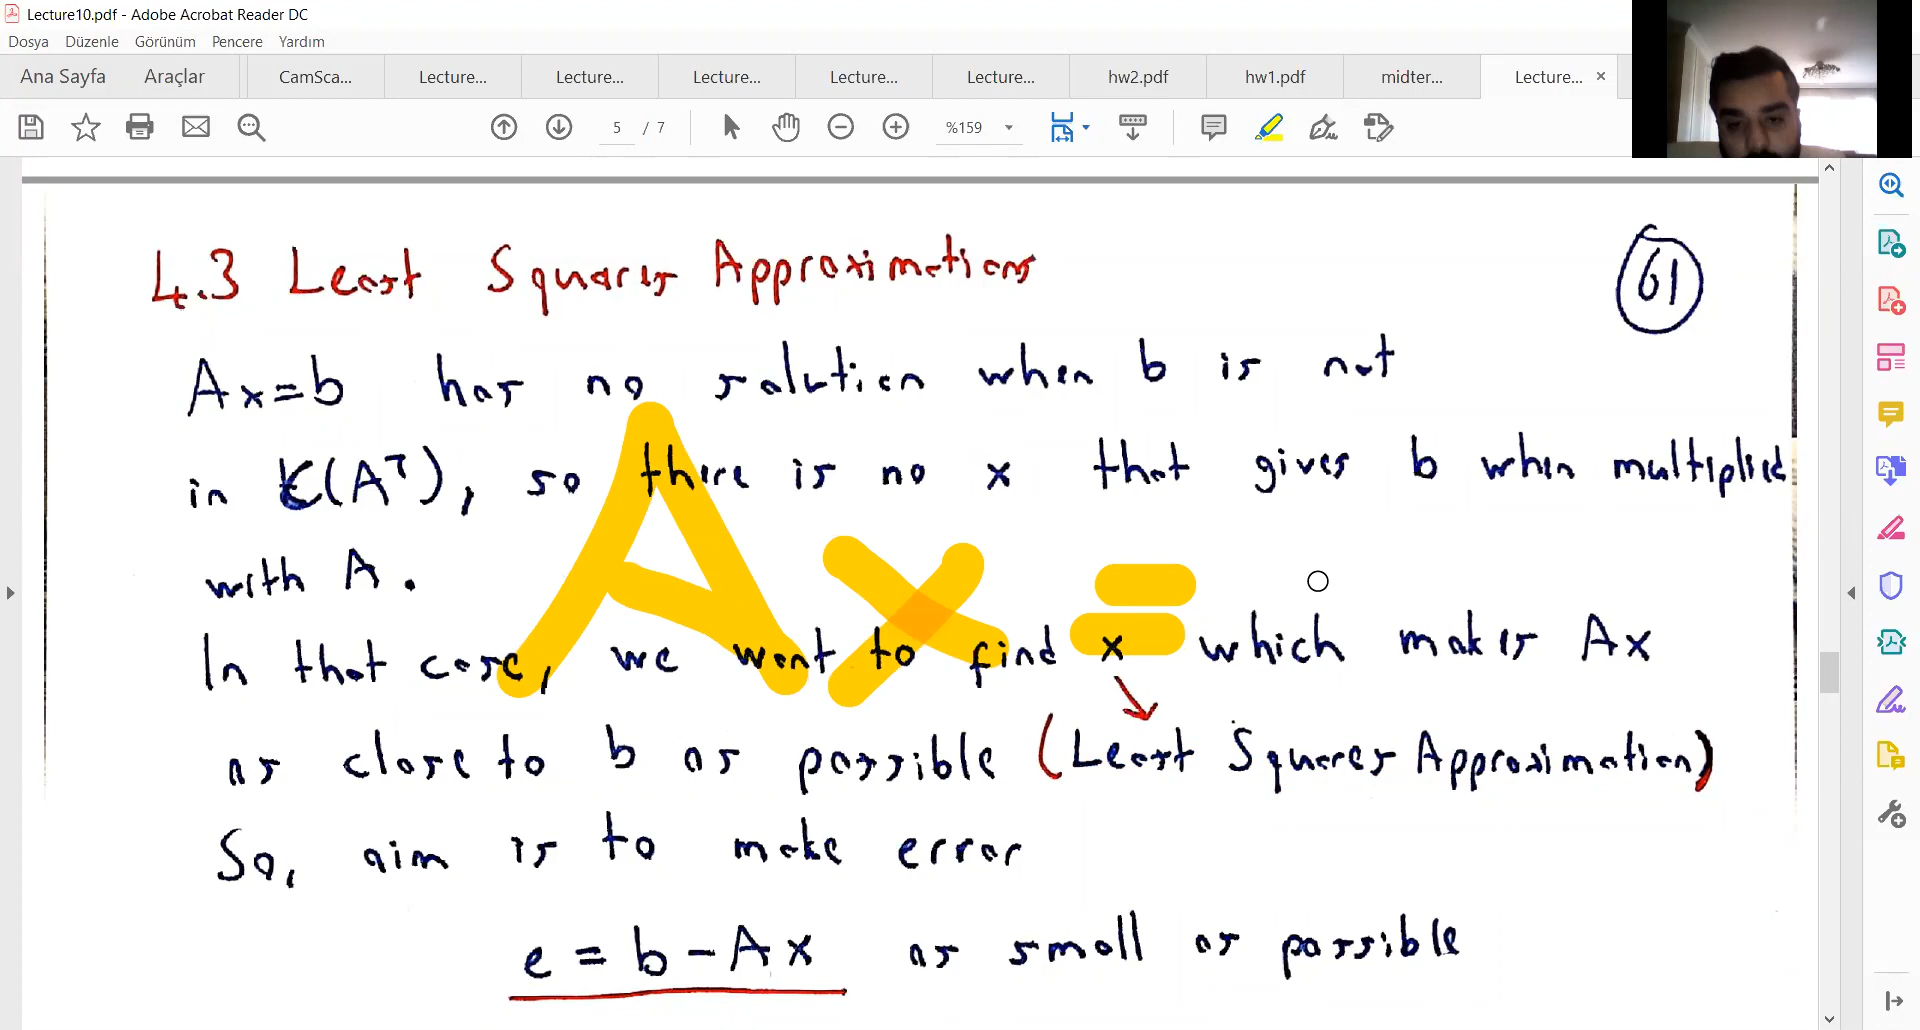 Lecture10.pdf - Adobe Acrobat Reader DC
Dosya Düzenle Görünüm Pencere Yardım
Ana Sayfa Araçlar CamSca... Lecture... Lecture... Lecture... Lecture... Lecture... hw2.pdf hw1.pdf midter... Lecture... ×
5 / 7 %159
4.3 Least Squares Approximations
61
Ax=b has no solution when b is not
in C(Aᵀ), so there is no x that gives b when multiplied
with A.
Ax=
In that case, we want to find x which makes Ax
as close to b as possible (Least Squares Approximation)
So, aim is to make error
e = b - Ax as small as possible